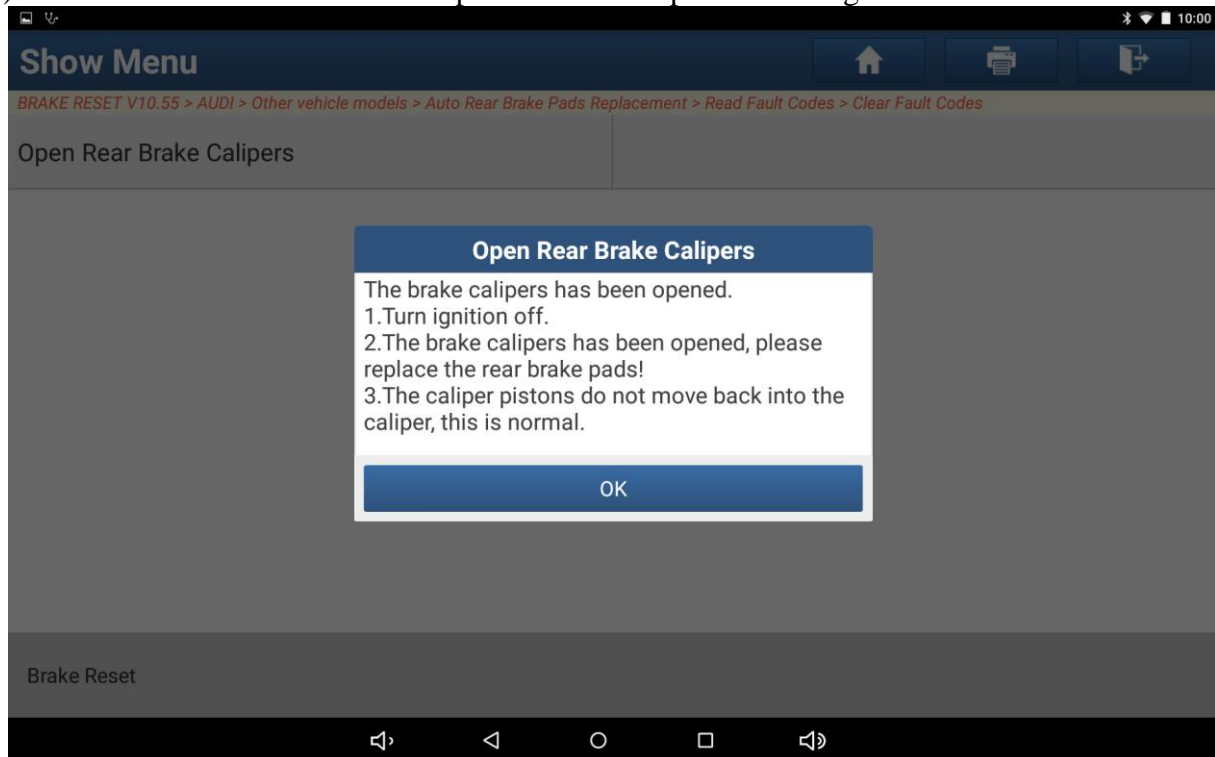 10:00
Show Menu
BRAKE RESET V10.55 > AUDI > Other vehicle models > Auto Rear Brake Pads Replacement > Read Fault Codes > Clear Fault Codes
Open Rear Brake Calipers
Open Rear Brake Calipers
The brake calipers has been opened.
1.Turn ignition off.
2.The brake calipers has been opened, please
replace the rear brake pads!
3.The caliper pistons do not move back into the
caliper, this is normal.
OK
Brake Reset